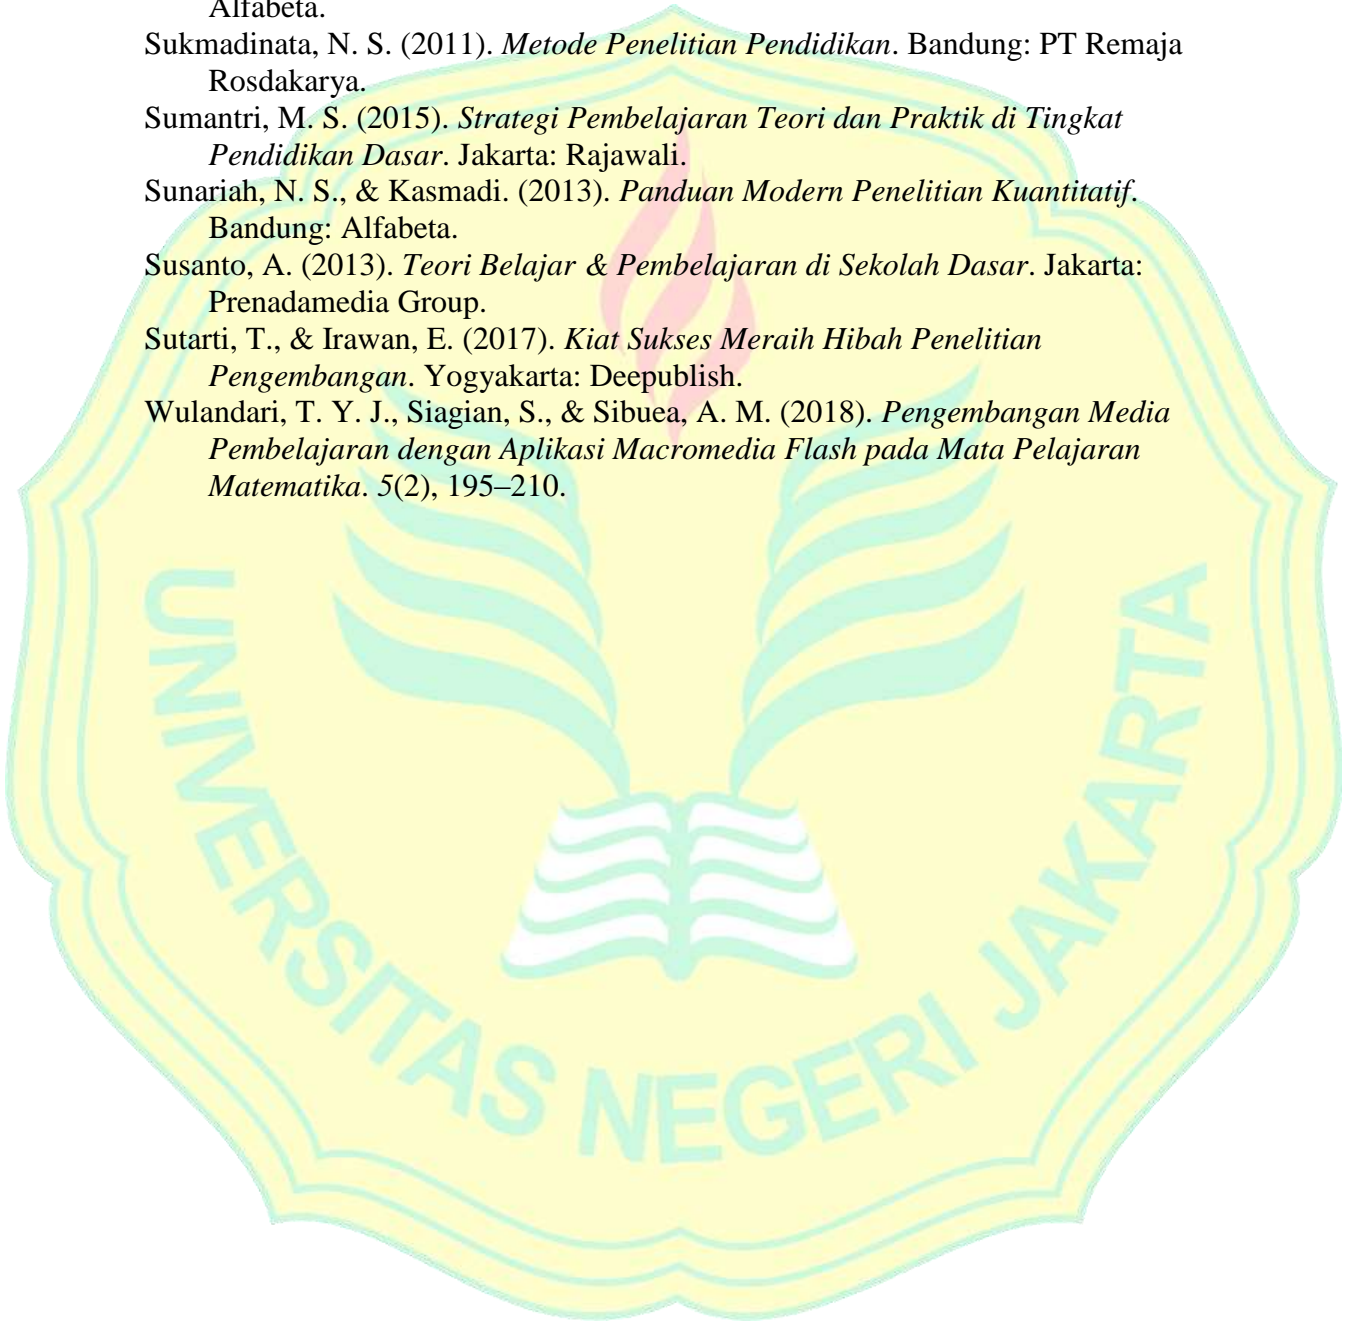 Alfabeta.
Sukmadinata, N. S. (2011). Metode Penelitian Pendidikan. Bandung: PT Remaja
Rosdakarya.
Sumantri, M. S. (2015). Strategi Pembelajaran Teori dan Praktik di Tingkat
Pendidikan Dasar. Jakarta: Rajawali.
Sunariah, N. S., & Kasmadi. (2013). Panduan Modern Penelitian Kuantitatif.
Bandung: Alfabeta.
Susanto, A. (2013). Teori Belajar & Pembelajaran di Sekolah Dasar. Jakarta:
Prenadamedia Group.
Sutarti, T., & Irawan, E. (2017). Kiat Sukses Meraih Hibah Penelitian
Pengembangan. Yogyakarta: Deepublish.
Wulandari, T. Y. J., Siagian, S., & Sibuea, A. M. (2018). Pengembangan Media
Pembelajaran dengan Aplikasi Macromedia Flash pada Mata Pelajaran
Matematika. 5(2), 195–210.
UNIVERSITAS NEGERI JAKARTA